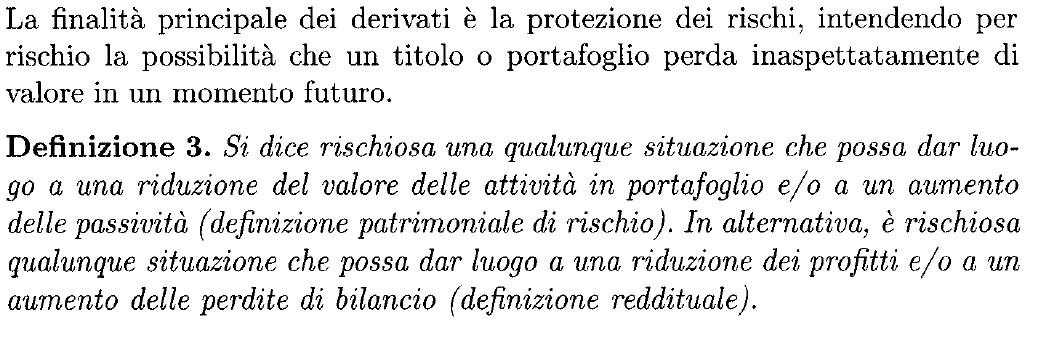 La finalità principale dei derivati è la protezione dei rischi, intendendo per
rischio la possibilità che un titolo o portafoglio perda inaspettatamente di
valore in un momento futuro.
Definizione 3. Si dice rischiosa una qualunque situazione che possa dar luo-
go a una riduzione del valore delle attività in portafoglio e/o a un aumento
delle passività (definizione patrimoniale di rischio). In alternativa, è rischiosa
qualunque situazione che possa dar luogo a una riduzione dei profitti e/o a un
aumento delle perdite di bilancio (definizione reddituale).